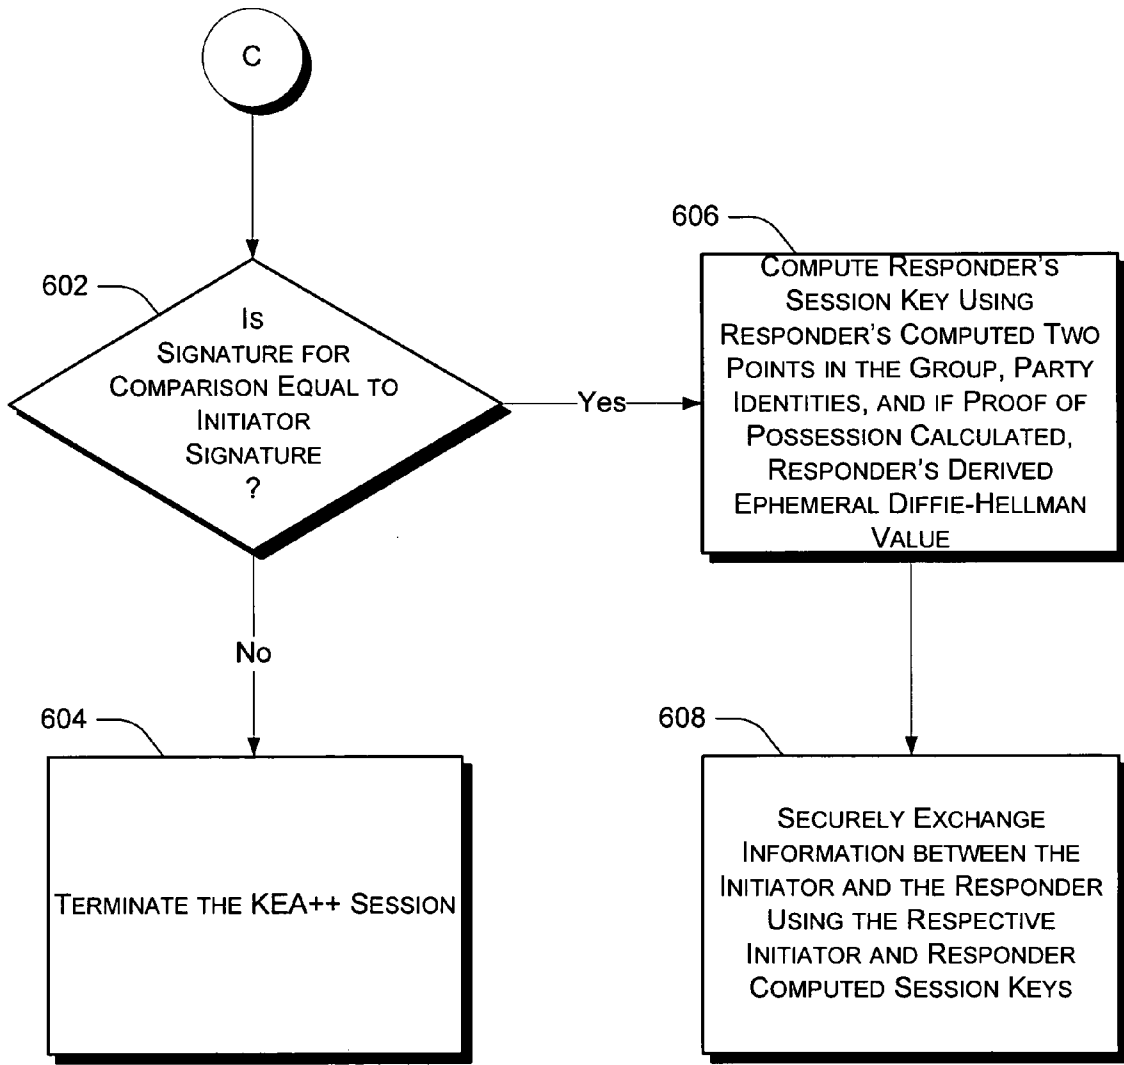 C
602
Is
Signature for
Comparison Equal to
Initiator
Signature
?
Yes
606
Compute Responder's
Session Key Using
Responder's Computed Two
Points in the Group, Party
Identities, and if Proof of
Possession Calculated,
Responder's Derived
Ephemeral Diffie-Hellman
Value
No
604
Terminate the KEA++ Session
608
Securely Exchange
Information between the
Initiator and the Responder
Using the Respective
Initiator and Responder
Computed Session Keys